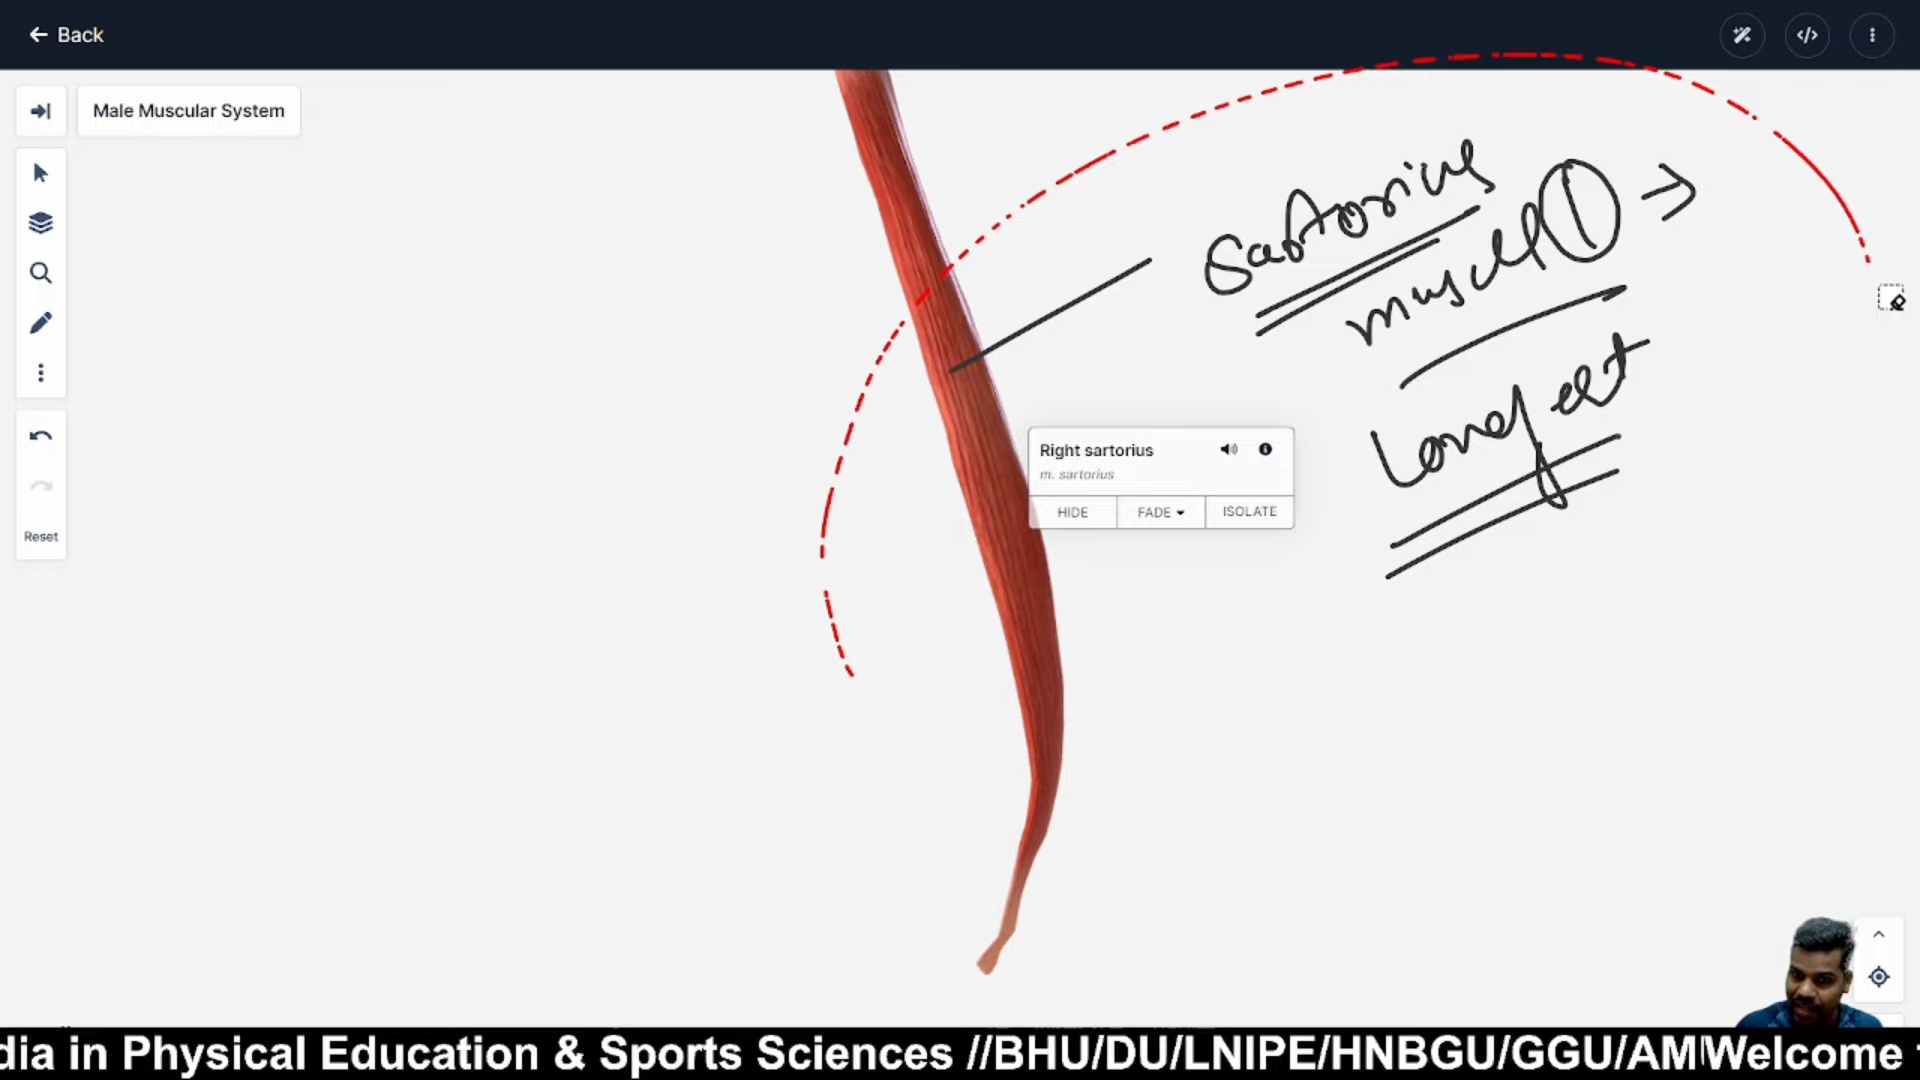 Back
Male Muscular System
Sartorius
muscle ① →
Longest
Right sartorius
m. sartorius
HIDE FADE ISOLATE
Reset
dia in Physical Education & Sports Sciences //BHU/DU/LNIPE/HNBGU/GGU/AM Welcome